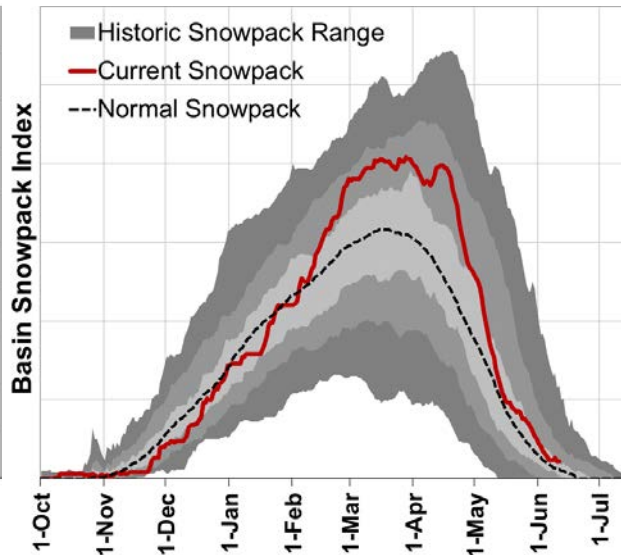 Historic Snowpack Range
Current Snowpack
Normal Snowpack
Basin Snowpack Index
1-Oct
1-Nov
1-Dec
1-Jan
1-Feb
1-Mar
1-Apr
1-May
1-Jun
1-Jul